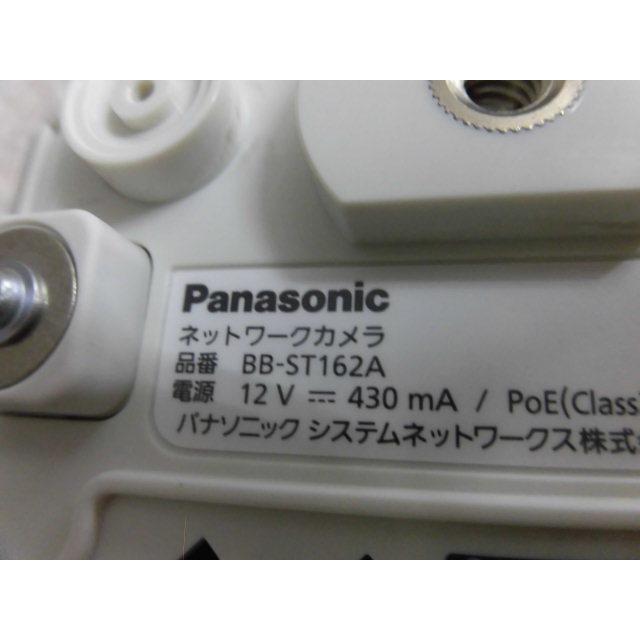 Panasonic
ネットワークカメラ
品番 BB-ST162A
電源 12 V ⎓ 430 mA / PoE(Class
パナソニック システムネットワークス株式